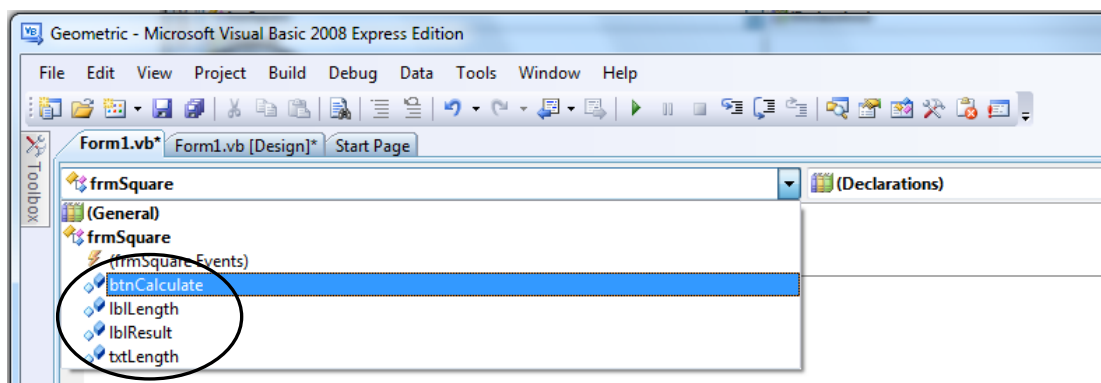 Geometric - Microsoft Visual Basic 2008 Express Edition
File Edit View Project Build Debug Data Tools Window Help
Form1.vb* Form1.vb [Design]* Start Page
Toolbox
frmSquare (Declarations)
(General)
frmSquare
(frmSquare Events)
btnCalculate
lblLength
lblResult
txtLength